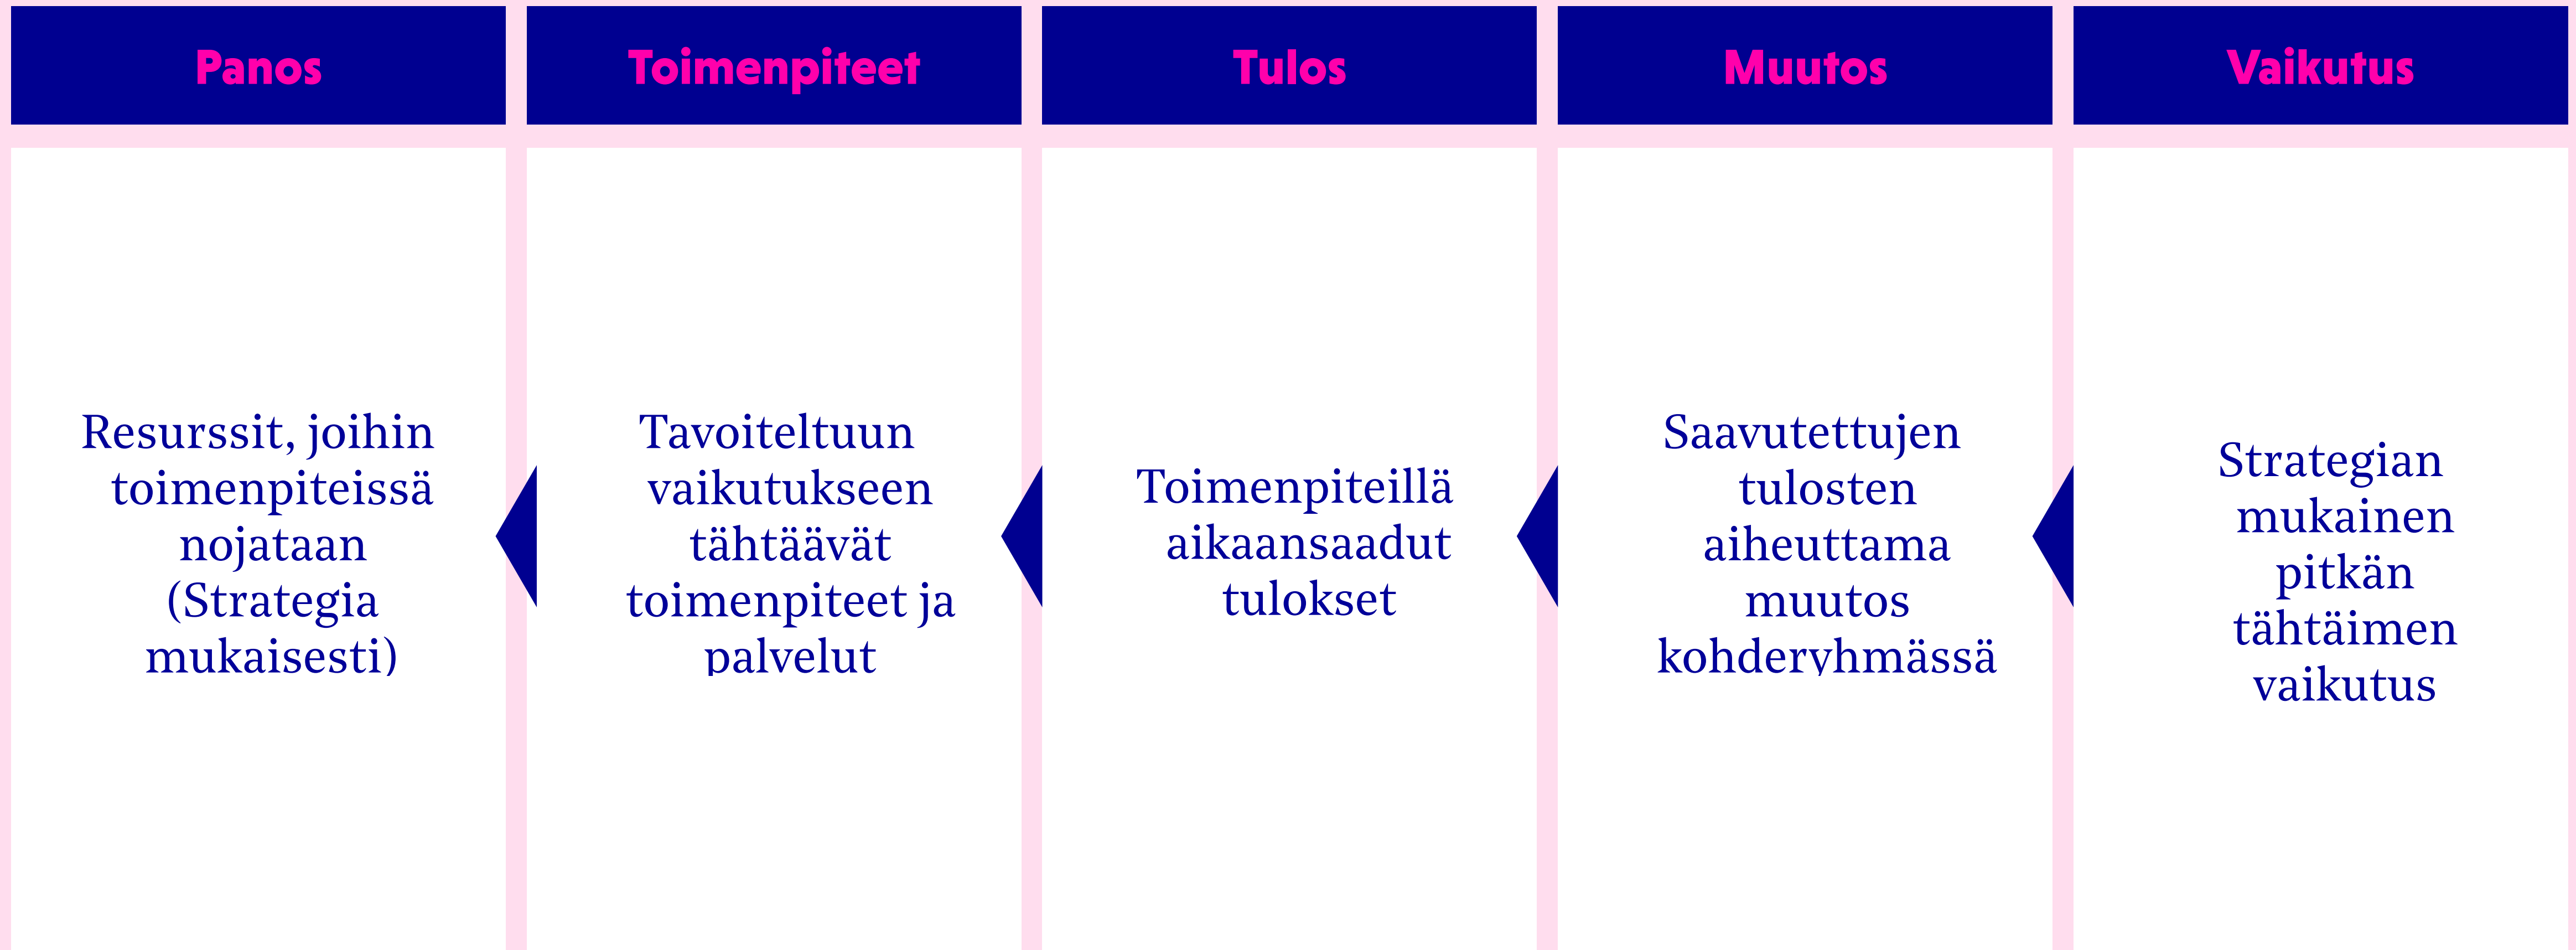 Panos
Toimenpiteet
Tulos
Muutos
Vaikutus
Resurssit, joihin
toimenpiteissä
nojataan
(Strategia
mukaisesti)
Tavoiteltuun
vaikutukseen
tähtäävät
toimenpiteet ja
palvelut
Toimenpiteillä
aikaansaadut
tulokset
Saavutettujen
tulosten
aiheuttama
muutos
kohderyhmässä
Strategian
mukainen
pitkän
tähtäimen
vaikutus